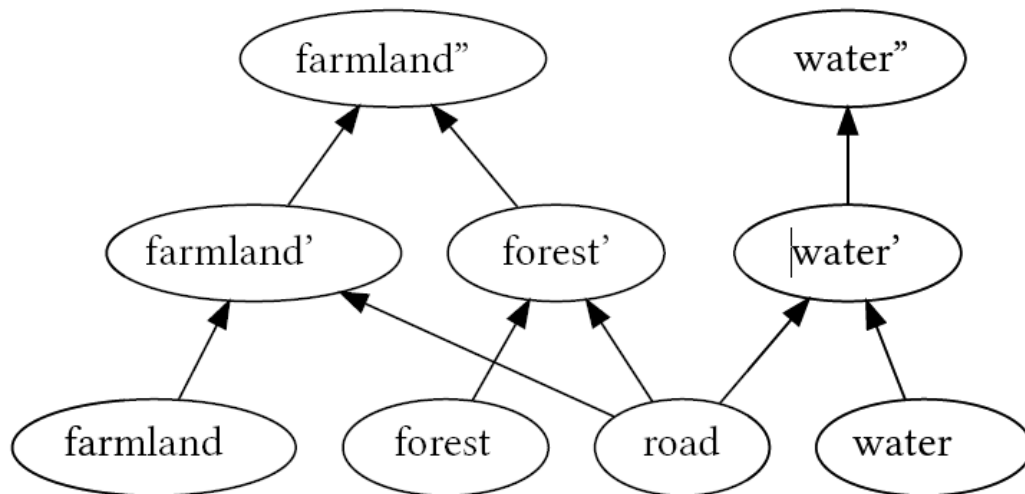 farmland”
water”
farmland’
forest’
water’
farmland
forest
road
water